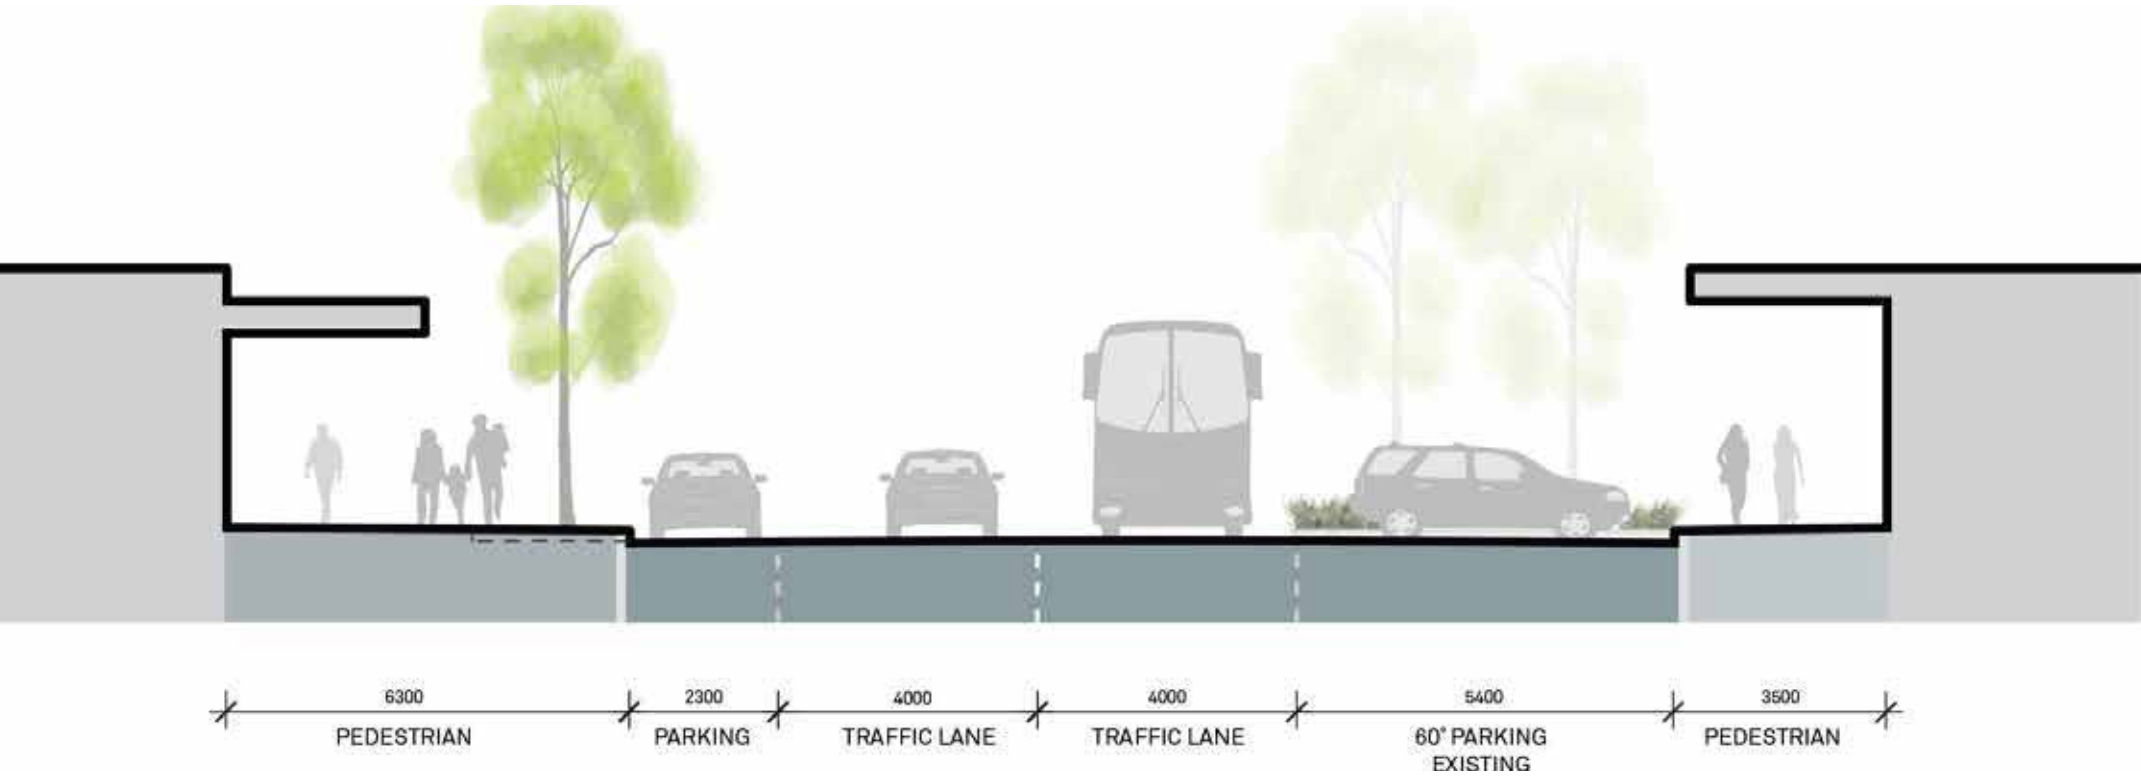 6300 2300 4000 4000 5400 3500
PEDESTRIAN PARKING TRAFFIC LANE TRAFFIC LANE 60° PARKING PEDESTRIAN
EXISTING